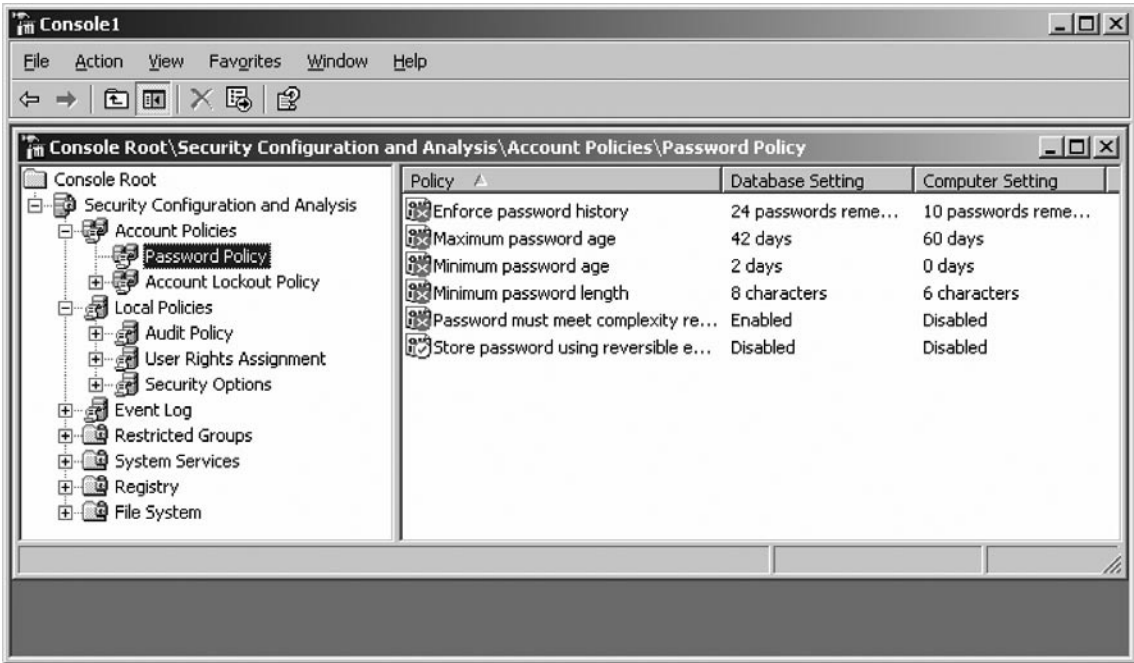 Console1
File Action View Favorites Window Help
Console Root\Security Configuration and Analysis\Account Policies\Password Policy
Console Root
Security Configuration and Analysis
Account Policies
Password Policy
Account Lockout Policy
Local Policies
Audit Policy
User Rights Assignment
Security Options
Event Log
Restricted Groups
System Services
Registry
File System
Policy Database Setting Computer Setting
Enforce password history 24 passwords reme... 10 passwords reme...
Maximum password age 42 days 60 days
Minimum password age 2 days 0 days
Minimum password length 8 characters 6 characters
Password must meet complexity re... Enabled Disabled
Store password using reversible e... Disabled Disabled